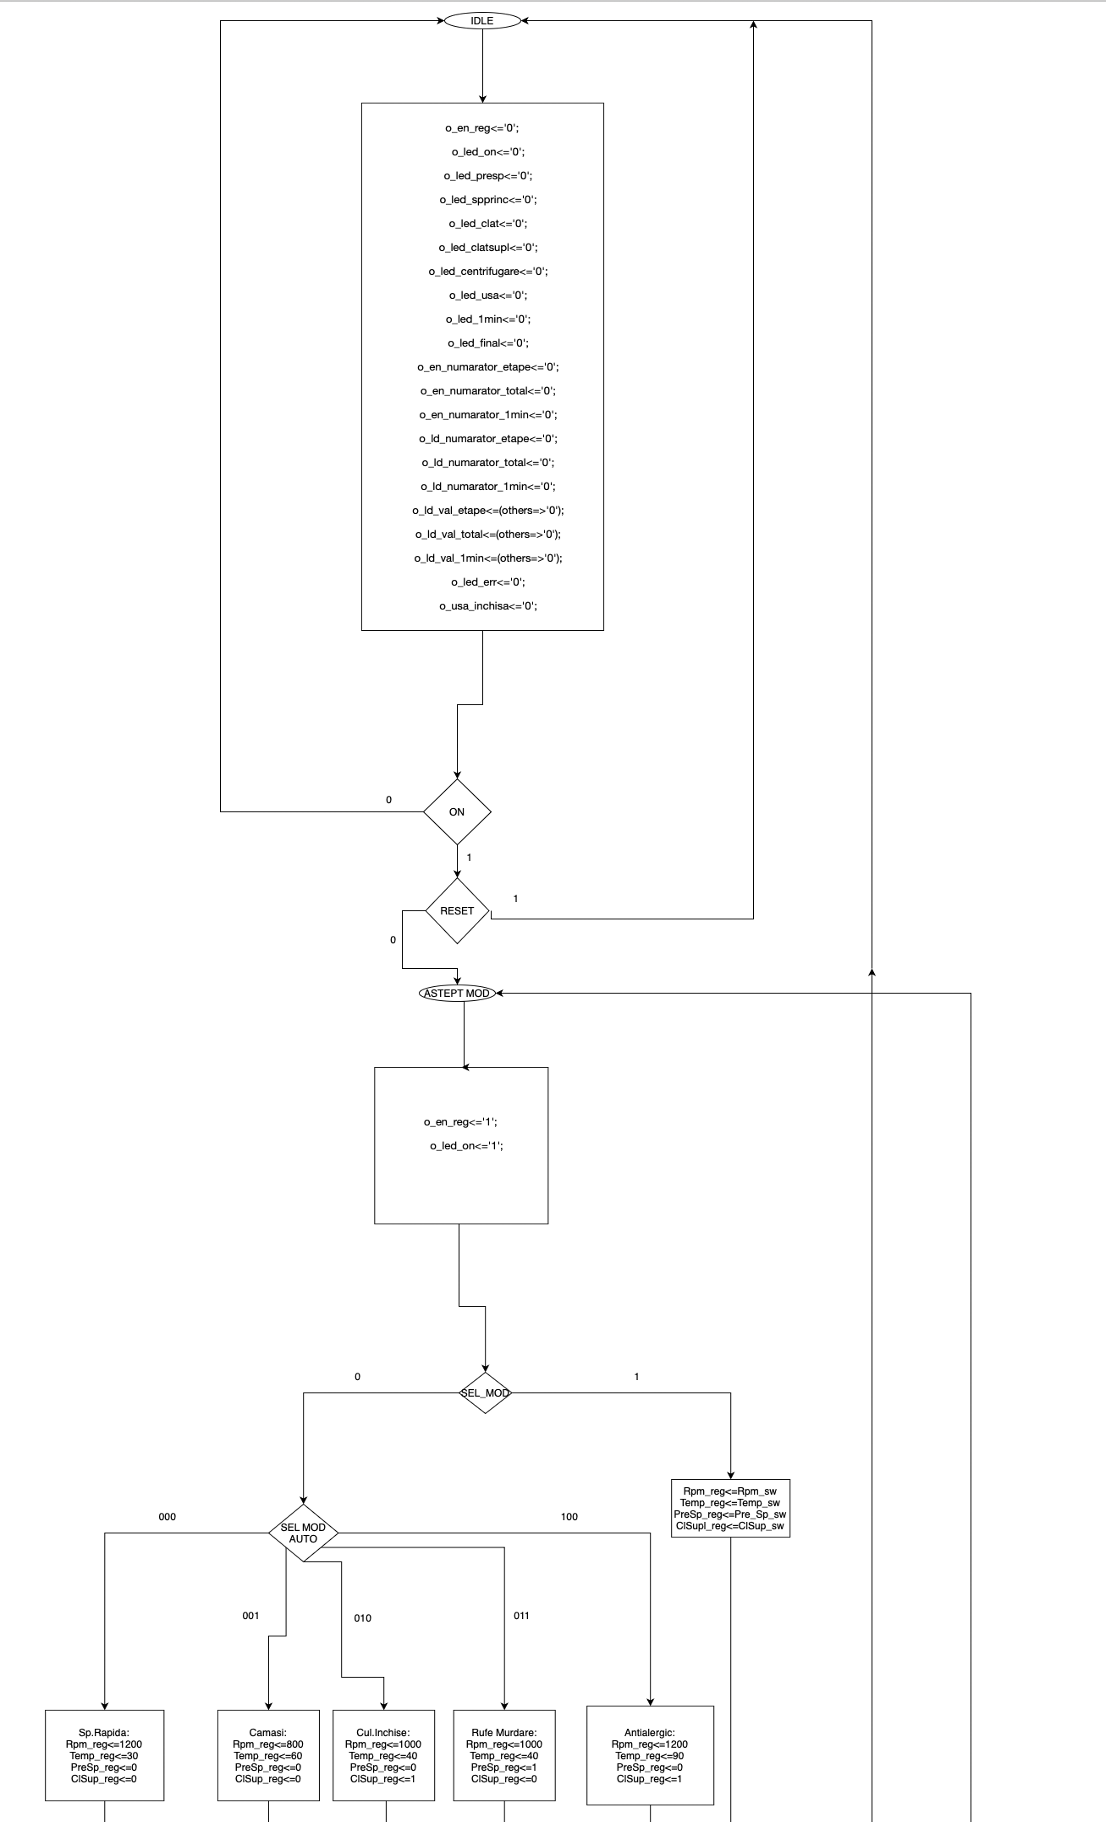 IDLE
o_en_reg<='0';
o_led_on<='0';
o_led_presp<='0';
o_led_spprinc<='0';
o_led_clat<='0';
o_led_clatsupl<='0';
o_led_centrifugare<='0';
o_led_usa<='0';
o_led_1min<='0';
o_led_final<='0';
o_en_numarator_etape<='0';
o_en_numarator_total<='0';
o_en_numarator_1min<='0';
o_ld_numarator_etape<='0';
o_ld_numarator_total<='0';
o_ld_numarator_1min<='0';
o_ld_val_etape<=(others=>'0');
o_ld_val_total<=(others=>'0');
o_ld_val_1min<=(others=>'0');
o_led_err<='0';
o_usa_inchisa<='0';
0
ON
1
RESET
1
0
ASTEPT MOD
o_en_reg<='1';
o_led_on<='1';
0
SEL_MOD
1
Rpm_reg<=Rpm_sw
Temp_reg<=Temp_sw
PreSp_reg<=Pre_Sp_sw
ClSupl_reg<=ClSup_sw
000
SEL MOD
AUTO
100
001
010
011
Sp.Rapida:
Rpm_reg<=1200
Temp_reg<=30
PreSp_reg<=0
ClSup_reg<=0
Camasi:
Rpm_reg<=800
Temp_reg<=60
PreSp_reg<=0
ClSup_reg<=0
Cul.Inchise:
Rpm_reg<=1000
Temp_reg<=40
PreSp_reg<=0
ClSup_reg<=1
Rufe Murdare:
Rpm_reg<=1000
Temp_reg<=40
PreSp_reg<=1
ClSup_reg<=0
Antialergic:
Rpm_reg<=1200
Temp_reg<=90
PreSp_reg<=0
ClSup_reg<=1